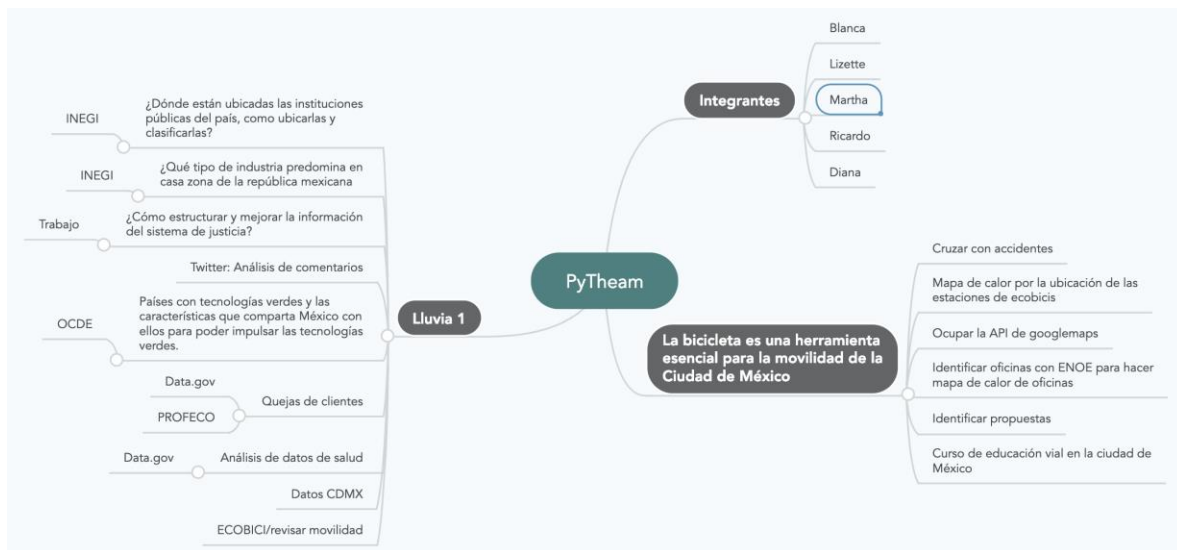 PyTheam
Integrantes
Blanca
Lizette
Martha
Ricardo
Diana
La bicicleta es una herramienta
esencial para la movilidad de la
Ciudad de México
Cruzar con accidentes
Mapa de calor por la ubicación de las
estaciones de ecobicis
Ocupar la API de googlemaps
Identificar oficinas con ENOE para hacer
mapa de calor de oficinas
Identificar propuestas
Curso de educación vial en la ciudad de
México
Lluvia 1
¿Dónde están ubicadas las instituciones
públicas del país, como ubicarlas y
clasificarlas?
INEGI
¿Qué tipo de industria predomina en
casa zona de la república mexicana
INEGI
¿Cómo estructurar y mejorar la información
del sistema de justicia?
Trabajo
Twitter: Análisis de comentarios
Países con tecnologías verdes y las
características que comparta México con
ellos para poder impulsar las tecnologías
verdes.
OCDE
Quejas de clientes
Data.gov
PROFECO
Análisis de datos de salud
Data.gov
Datos CDMX
ECOBICI/revisar movilidad